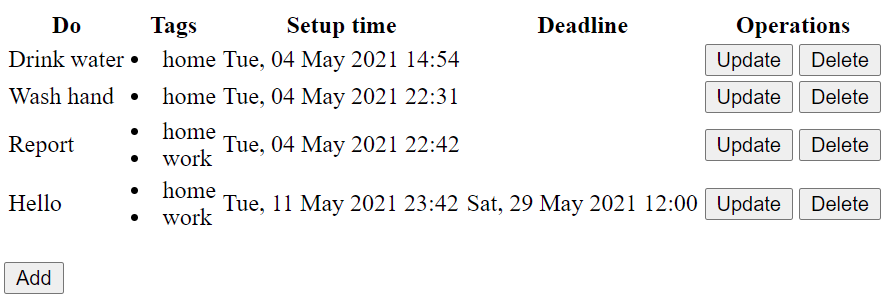 Do Tags Setup time Deadline Operations
Drink water • home Tue, 04 May 2021 14:54 Update Delete
Wash hand • home Tue, 04 May 2021 22:31 Update Delete
• home
Report Tue, 04 May 2021 22:42 Update Delete
• work
• home
Hello Tue, 11 May 2021 23:42 Sat, 29 May 2021 12:00 Update Delete
• work
Add